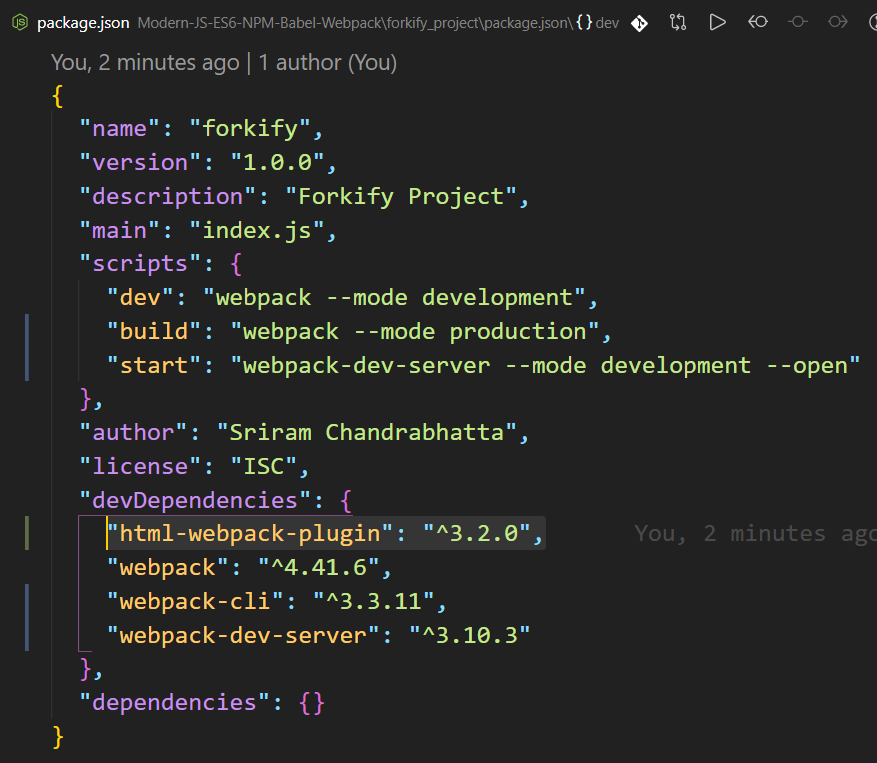 package.json Modern-JS-ES6-NPM-Babel-Webpack\forkify_project\package.json\{} dev
You, 2 minutes ago | 1 author (You)
{
"name": "forkify",
"version": "1.0.0",
"description": "Forkify Project",
"main": "index.js",
"scripts": {
"dev": "webpack --mode development",
"build": "webpack --mode production",
"start": "webpack-dev-server --mode development --open"
},
"author": "Sriram Chandrabhatta",
"license": "ISC",
"devDependencies": {
"html-webpack-plugin": "^3.2.0", You, 2 minutes ago
"webpack": "^4.41.6",
"webpack-cli": "^3.3.11",
"webpack-dev-server": "^3.10.3"
},
"dependencies": {}
}